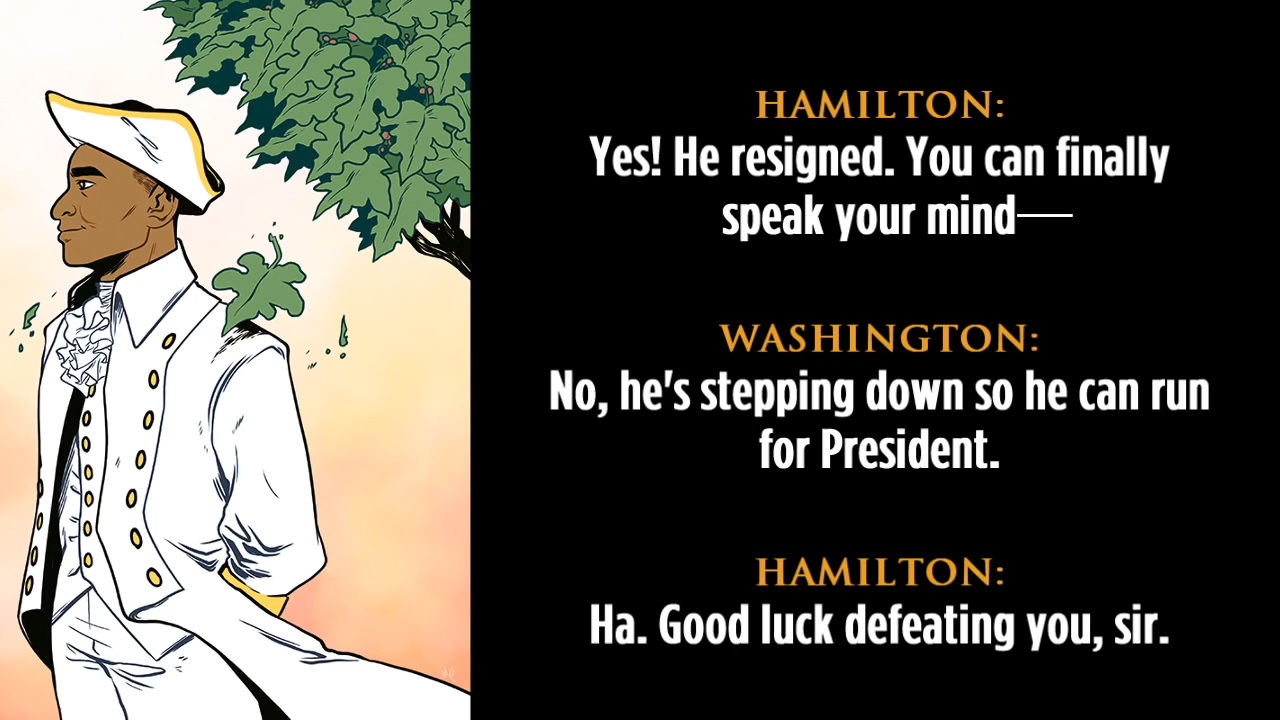 HAMILTON:
Yes! He resigned. You can finally
speak your mind—
WASHINGTON:
No, he's stepping down so he can run
for President.
HAMILTON:
Ha. Good luck defeating you, sir.